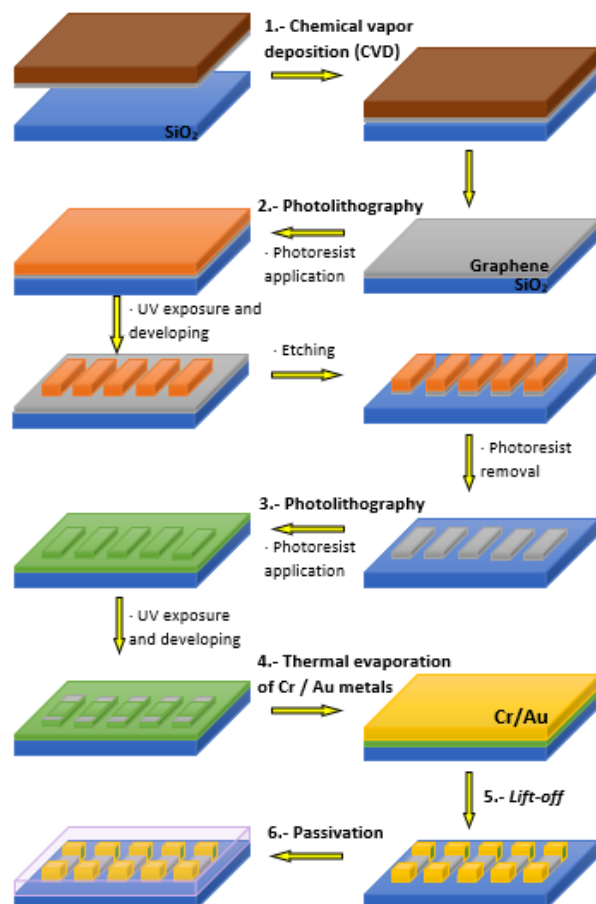 1.- Chemical vapor
deposition (CVD)
SiO₂
2.- Photolithography
· Photoresist
application
Graphene
SiO₂
· UV exposure and
developing
· Etching
· Photoresist
removal
3.- Photolithography
· Photoresist
application
· UV exposure
and developing
4.- Thermal evaporation
of Cr / Au metals
Cr/Au
5.- Lift-off
6.- Passivation